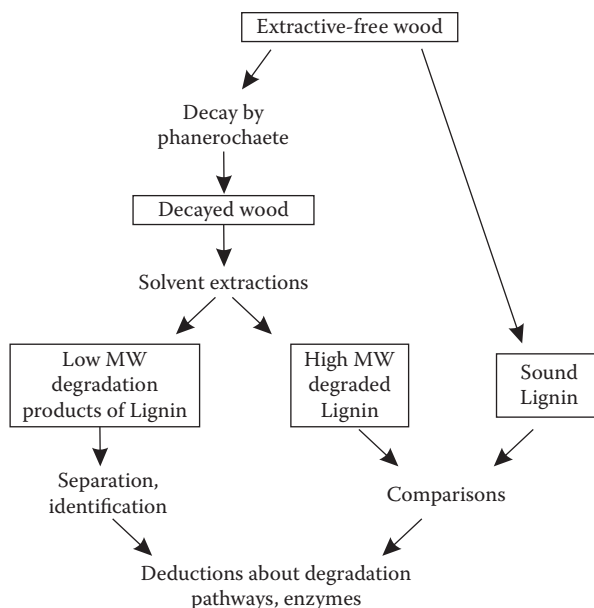 Extractive-free wood
Decay by
phanerochaete
Decayed wood
Solvent extractions
Low MW
degradation
products of Lignin
High MW
degraded
Lignin
Sound
Lignin
Separation,
identification
Comparisons
Deductions about degradation
pathways, enzymes